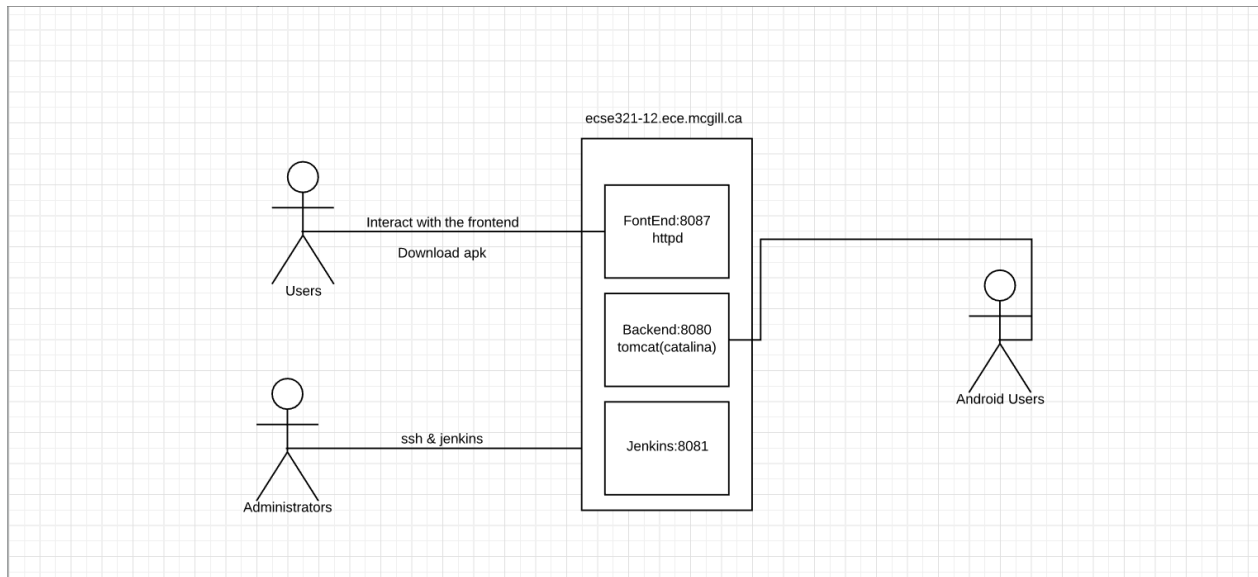 ecse321-12.ece.mcgill.ca
FontEnd:8087
httpd
Interact with the frontend
Download apk
Users
Backend:8080
tomcat(catalina)
Android Users
ssh & jenkins
Jenkins:8081
Administrators